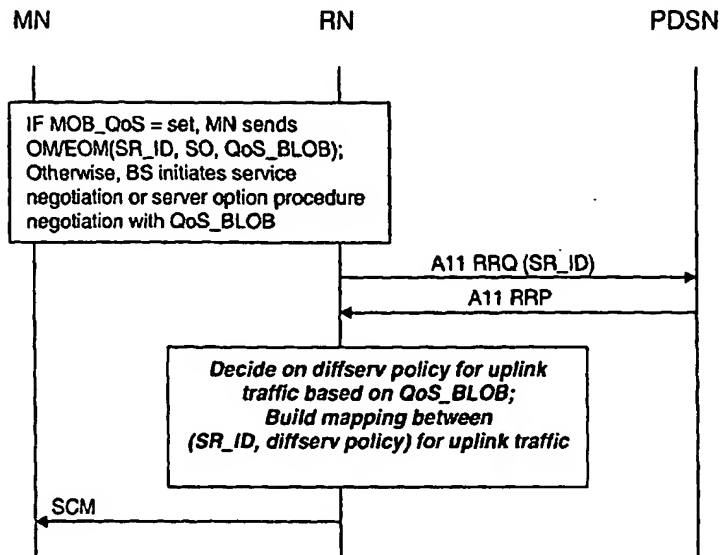 MN RN PDSN
IF MOB_QoS = set, MN sends
OM/EOM(SR_ID, SO, QoS_BLOB);
Otherwise, BS initiates service
negotiation or server option procedure
negotiation with QoS_BLOB
A11 RRQ (SR_ID)
A11 RRP
Decide on diffserv policy for uplink
traffic based on QoS_BLOB;
Build mapping between
(SR_ID, diffserv policy) for uplink traffic
SCM